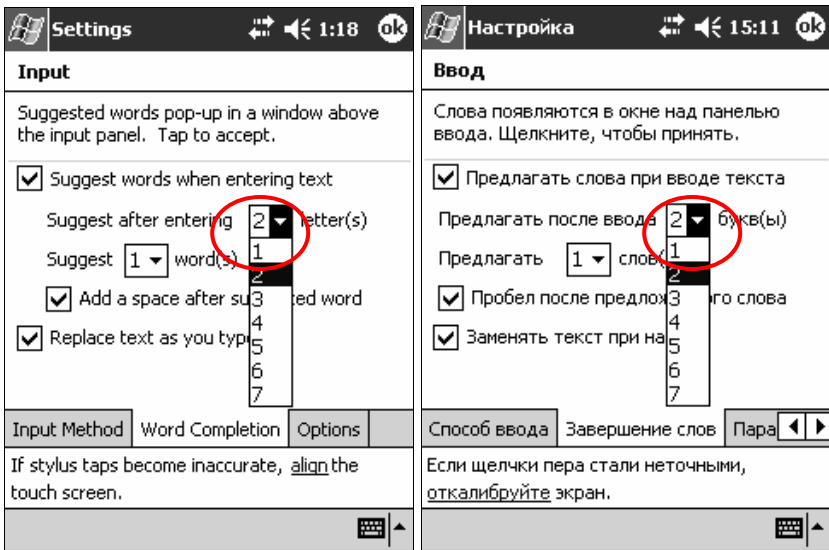 Settings 1:18 ok
Input
Suggested words pop-up in a window above
the input panel. Tap to accept.
Suggest words when entering text
Suggest after entering 2 letter(s)
1
Suggest 1 word(s)
2
Add a space after su ted word
3
4
Replace text as you typ
5
6
7
Input Method Word Completion Options
If stylus taps become inaccurate, align the
touch screen.
Настройка 15:11 ok
Ввод
Слова появляются в окне над панелью
ввода. Щелкните, чтобы принять.
Предлагать слова при вводе текста
Предлагать после ввода 2 букв(ы)
1
Предлагать 1 слов(
2
Пробел после предлож го слова
3
4
Заменять текст при на
5
6
7
Способ ввода Завершение слов Пара
Если щелчки пера стали неточными,
откалибруйте экран.